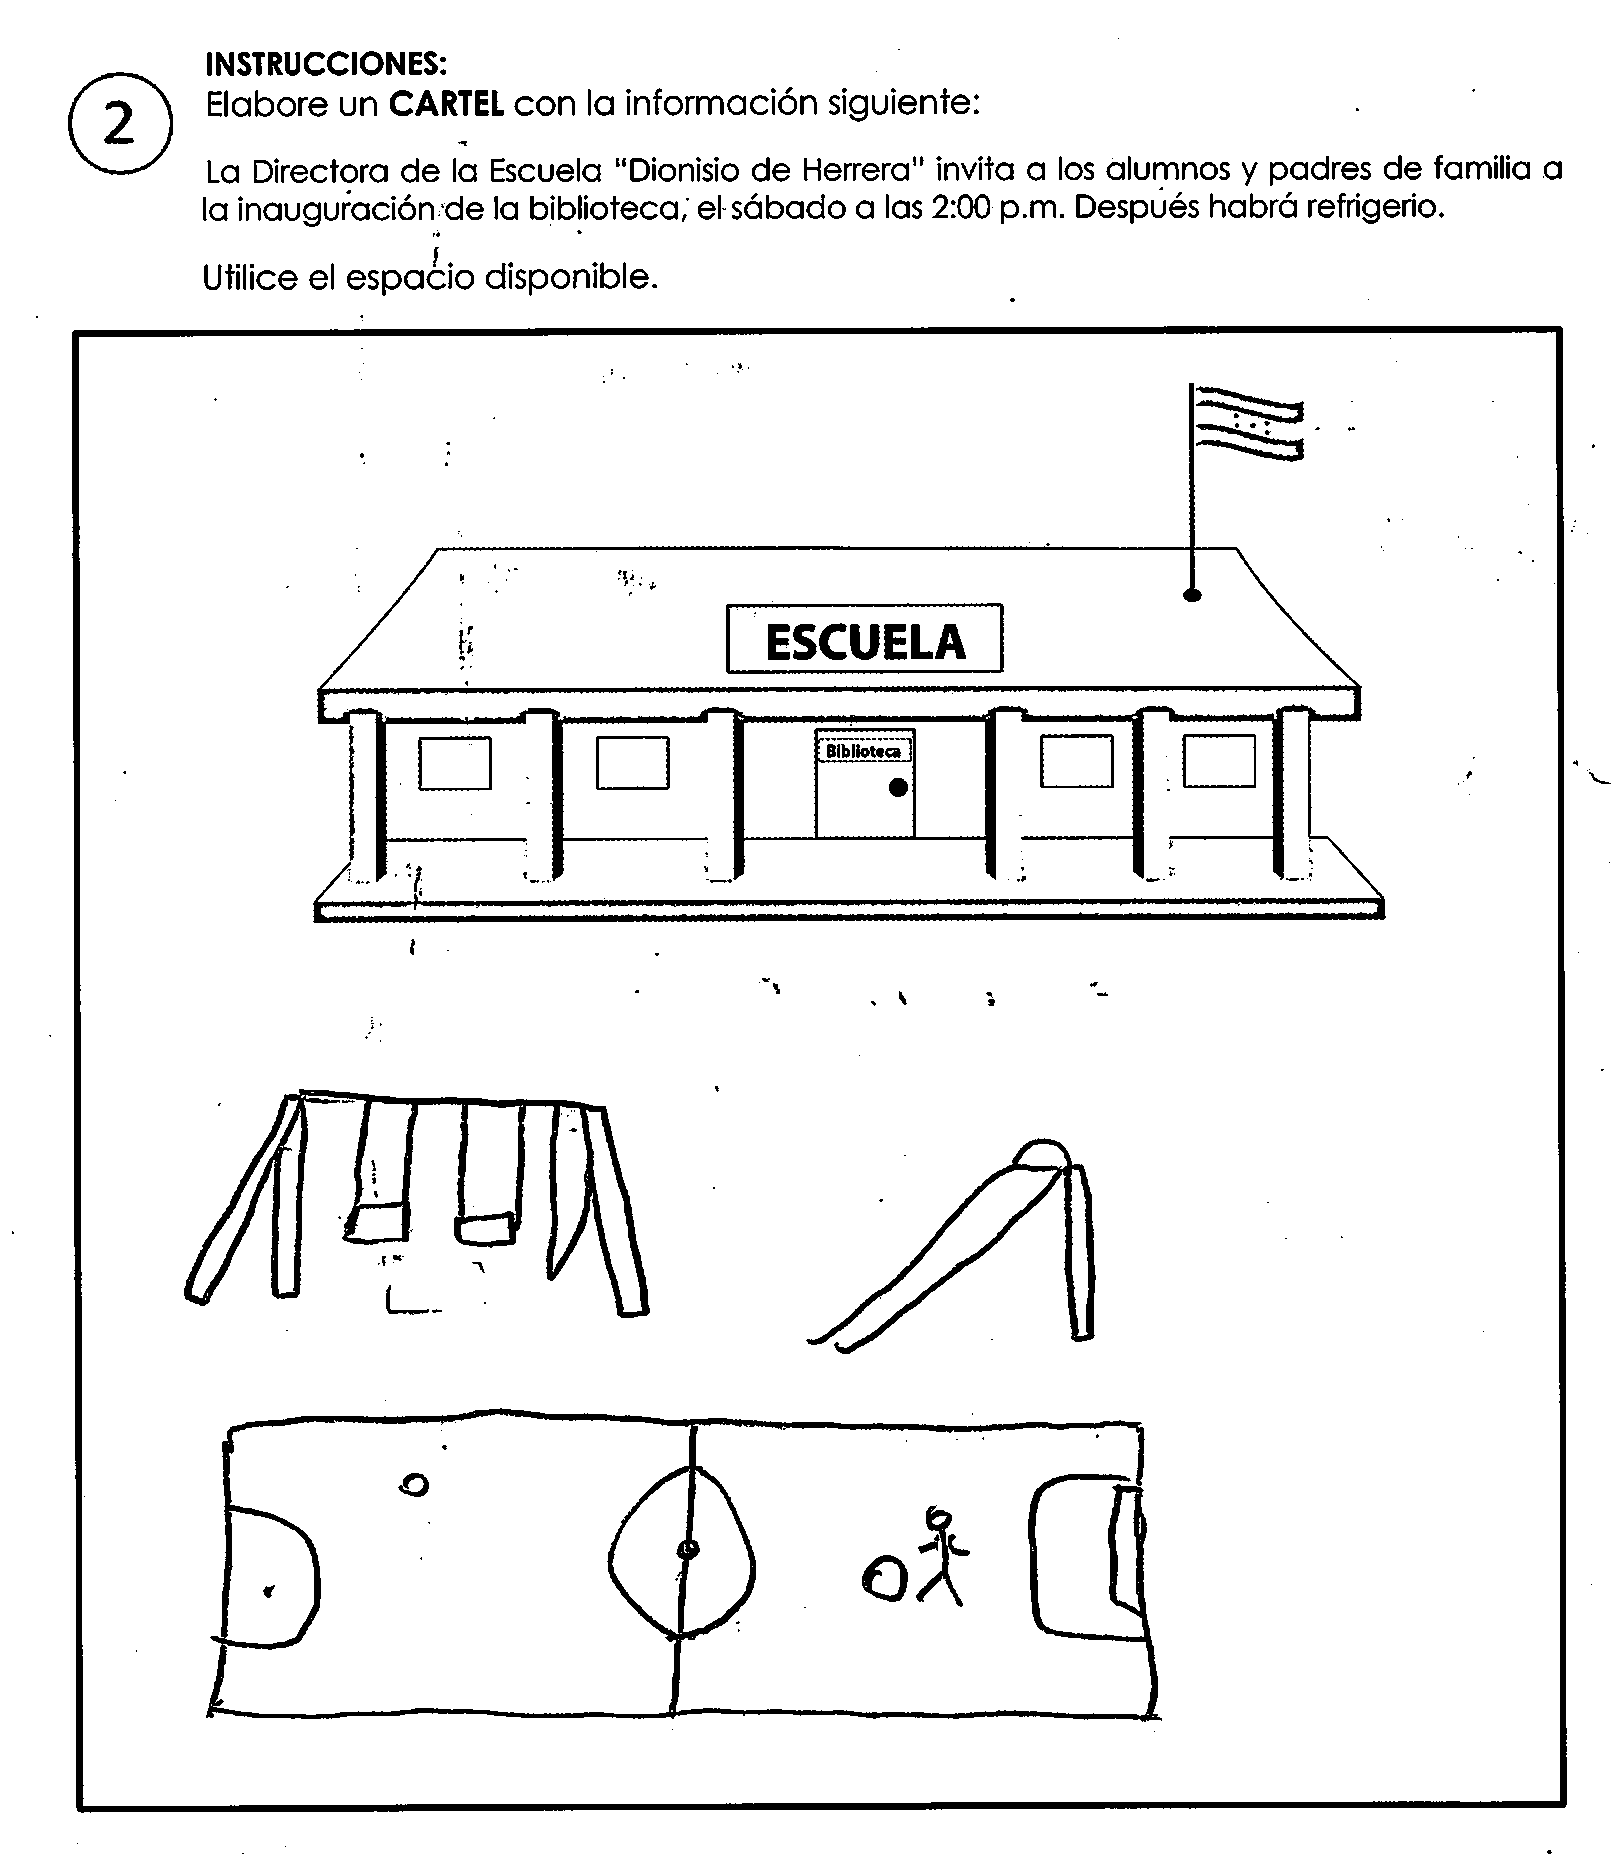 INSTRUCCIONES:
2
Elabore un CARTEL con la información siguiente:
La Directora de la Escuela "Dionisio de Herrera" invita a los alumnos y padres de familia a
la inauguración de la biblioteca, el sábado a las 2:00 p.m. Después habrá refrigerio.
Utilice el espacio disponible.
ESCUELA
Biblioteca